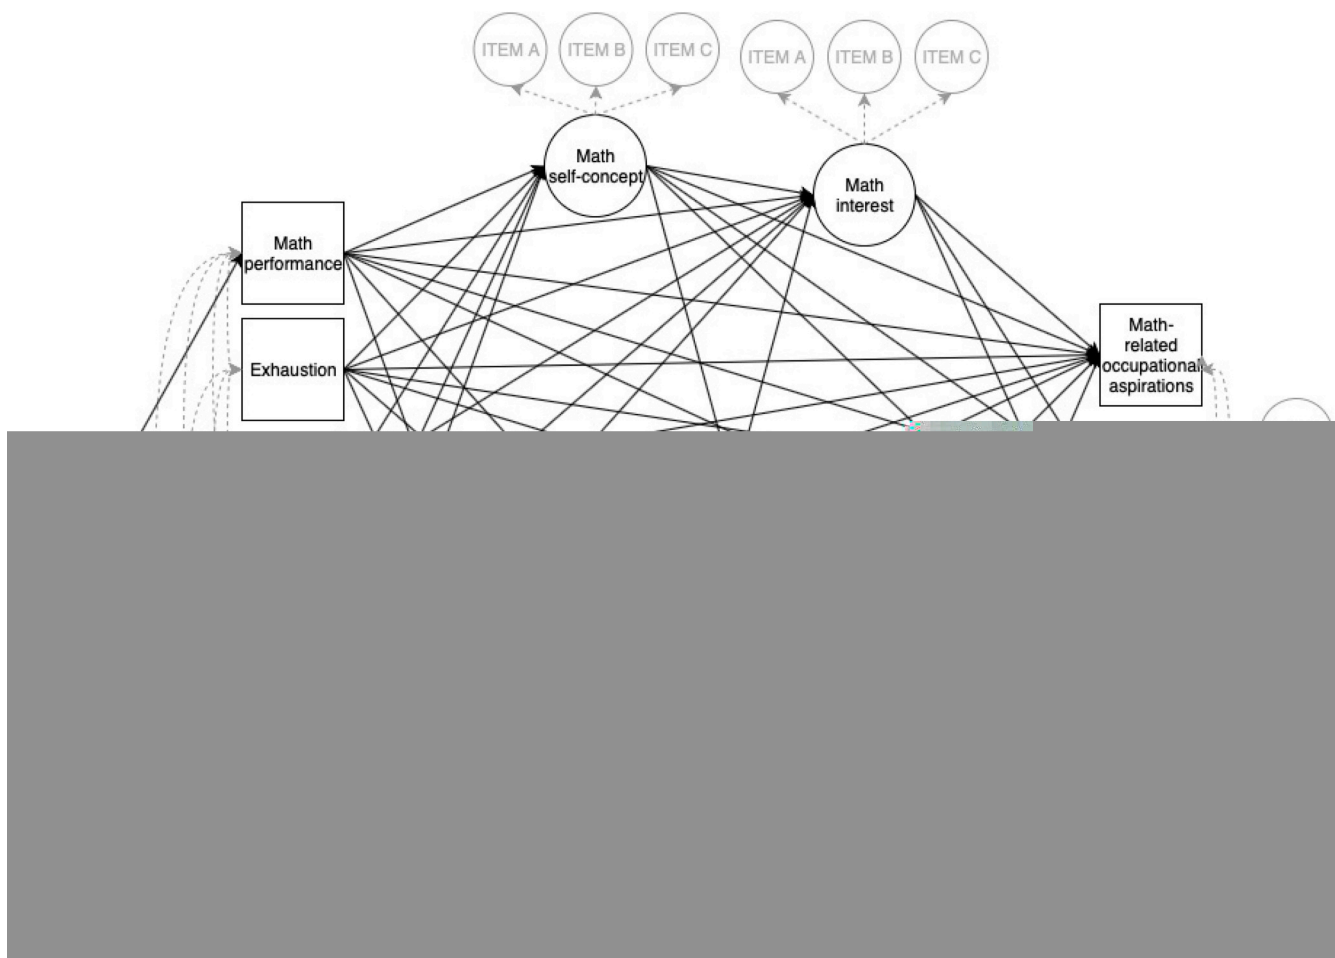 ITEM A
ITEM B
ITEM C
ITEM A
ITEM B
ITEM C
Math
self-concept
Math
interest
Math
performance
Exhaustion
Math-
related
occupational
aspirations